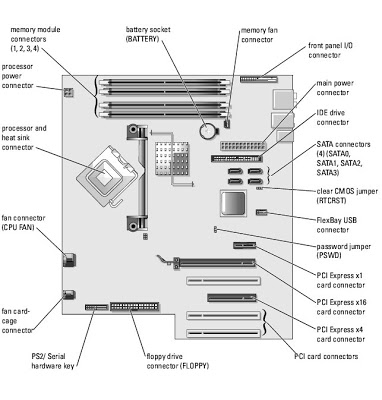 memory module
connectors
(1, 2, 3, 4)
battery socket
(BATTERY)
memory fan
connector
front panel I/O
connector
processor
power
connector
main power
connector
IDE drive
connector
processor and
heat sink
connector
SATA connectors
(4) (SATA0,
SATA1, SATA2,
SATA3)
clear CMOS jumper
(RTCRST)
fan connector
(CPU FAN)
FlexBay USB
connector
password jumper
(PSWD)
PCI Express x1
card connector
PCI Express x16
card connector
fan card-
cage
connector
PCI Express x4
card connector
PS2/ Serial
hardware key
floppy drive
connector (FLOPPY)
PCI card connectors